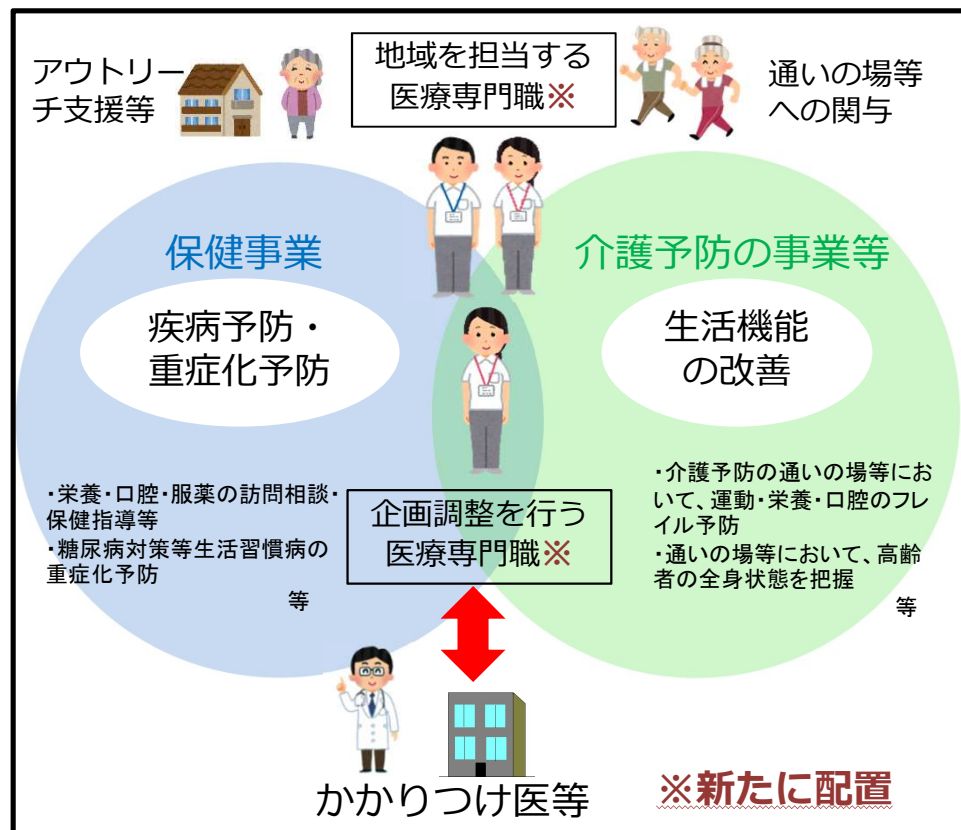 アウトリー
チ支援等
地域を担当する
医療専門職※
通いの場等
への関与
保健事業
疾病予防・
重症化予防
介護予防の事業等
生活機能
の改善
・栄養・口腔・服薬の訪問相談・
保健指導等
・糖尿病対策等生活習慣病の
重症化予防
等
企画調整を行う
医療専門職※
・介護予防の通いの場等にお
いて、運動・栄養・口腔のフレ
イル予防
・通いの場等において、高齢
者の全身状態を把握
等
かかりつけ医等
※新たに配置